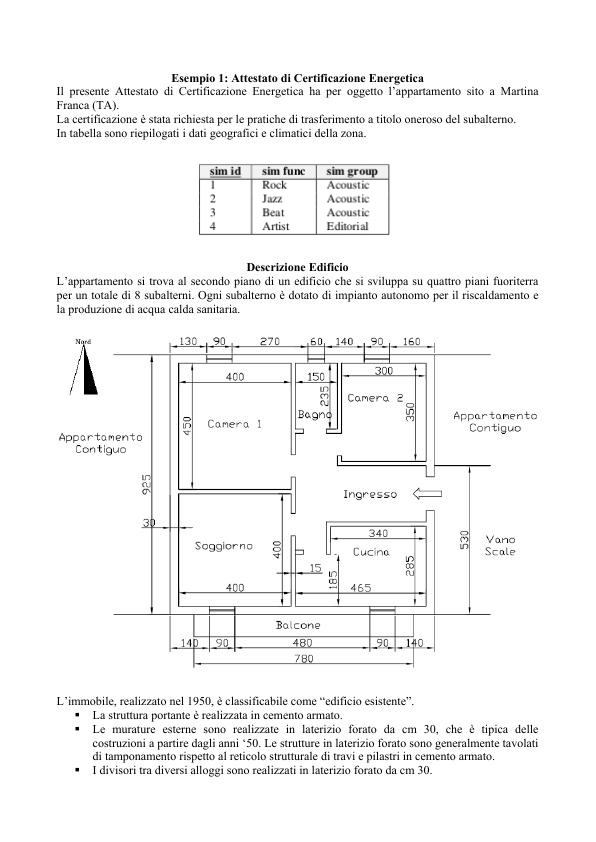 Esempio 1: Attestato di Certificazione Energetica
Il presente Attestato di Certificazione Energetica ha per oggetto l'appartamento sito a Martina
Franca (TA).
La certificazione è stata richiesta per le pratiche di trasferimento a titolo oneroso del subalterno.
In tabella sono riepilogati i dati geografici e climatici della zona.
sim id sim func sim group
1 Rock Acoustic
2 Jazz Acoustic
3 Beat Acoustic
4 Artist Editorial
Descrizione Edificio
L'appartamento si trova al secondo piano di un edificio che si sviluppa su quattro piani fuoriterra
per un totale di 8 subalterni. Ogni subalterno è dotato di impianto autonomo per il riscaldamento e
la produzione di acqua calda sanitaria.
Nord
130 90 270 60 140 90 160
400 150 300
235
Camera 1 Bagno Camera 2
450 350
Appartamento
Contiguo
Appartamento
Contiguo
925
Ingresso
30
340
Soggiorno 400 Cucina 530 Vano
Scale
15 185 285
400 465
Balcone
140 90 480 90 140
780
L'immobile, realizzato nel 1950, è classificabile come “edificio esistente”.
▪ La struttura portante è realizzata in cemento armato.
▪ Le murature esterne sono realizzate in laterizio forato da cm 30, che è tipica delle
costruzioni a partire dagli anni ‘50. Le strutture in laterizio forato sono generalmente tavolati
di tamponamento rispetto al reticolo strutturale di travi e pilastri in cemento armato.
▪ I divisori tra diversi alloggi sono realizzati in laterizio forato da cm 30.